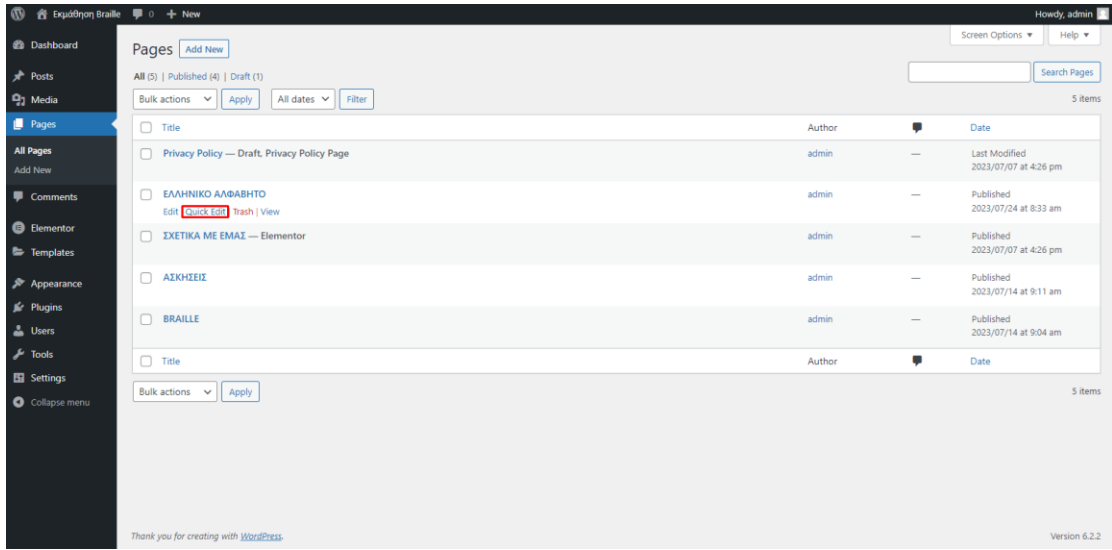 Εκμάθηση Braille 0 + New Howdy, admin
Dashboard
Posts
Media
Pages
All Pages
Add New
Comments
Elementor
Templates
Appearance
Plugins
Users
Tools
Settings
Collapse menu
Screen Options ▼ Help ▼
Pages Add New
All (5) | Published (4) | Draft (1)
Search Pages
Bulk actions Apply All dates Filter 5 items
Title Author Date
Privacy Policy — Draft, Privacy Policy Page admin — Last Modified
2023/07/07 at 4:26 pm
ΕΛΛΗΝΙΚΟ ΑΛΦΑΒΗΤΟ admin — Published
Edit Quick Edit Trash | View 2023/07/24 at 8:33 am
ΣΧΕΤΙΚΑ ΜΕ ΕΜΑΣ — Elementor admin — Published
2023/07/07 at 4:26 pm
ΑΣΚΗΣΕΙΣ admin — Published
2023/07/14 at 9:11 am
BRAILLE admin — Published
2023/07/14 at 9:04 am
Title Author Date
Bulk actions Apply 5 items
Thank you for creating with WordPress. Version 6.2.2